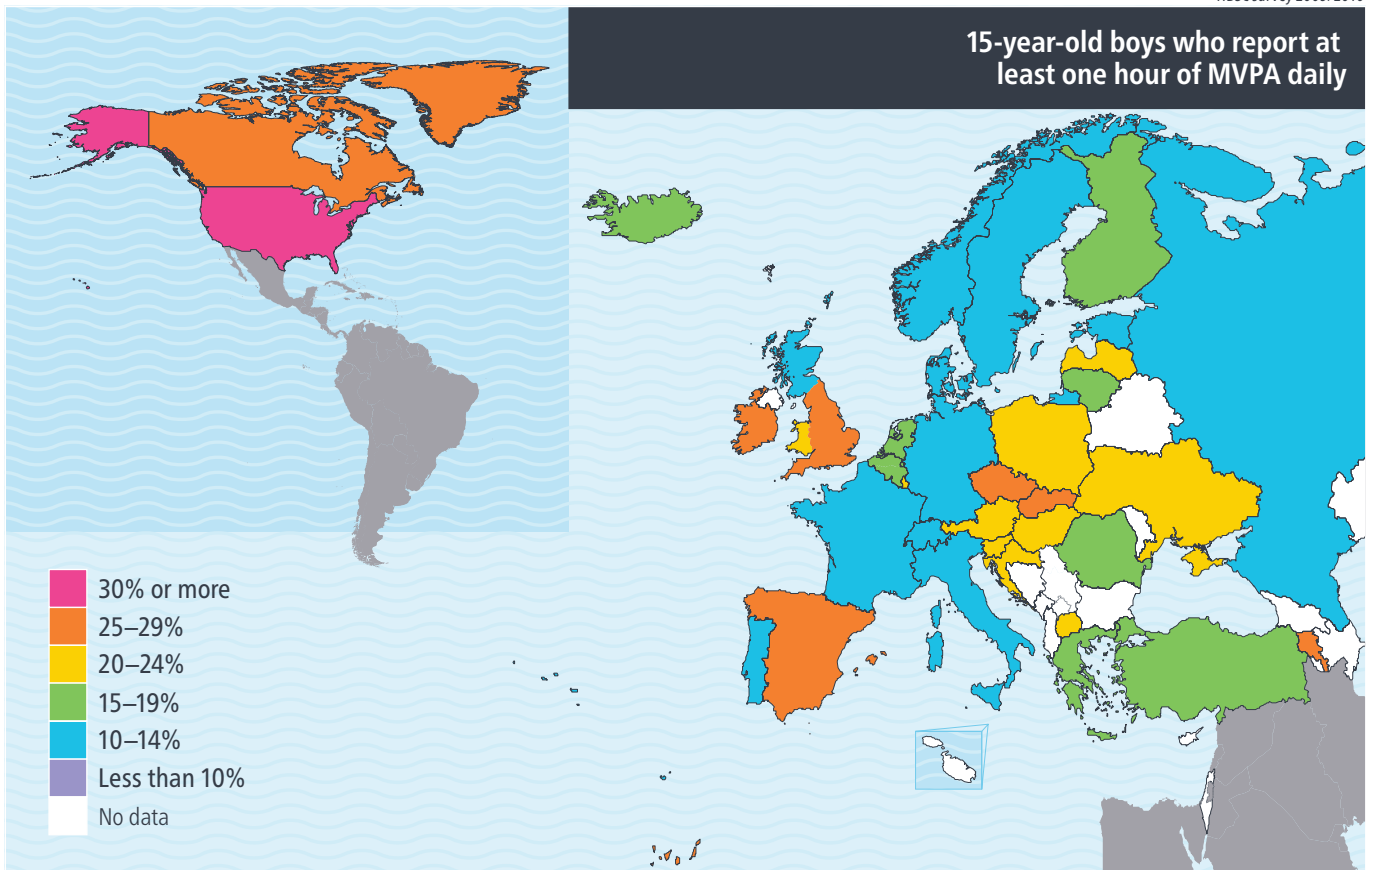 15-year-old boys who report at
least one hour of MVPA daily
30% or more
25–29%
20–24%
15–19%
10–14%
Less than 10%
No data